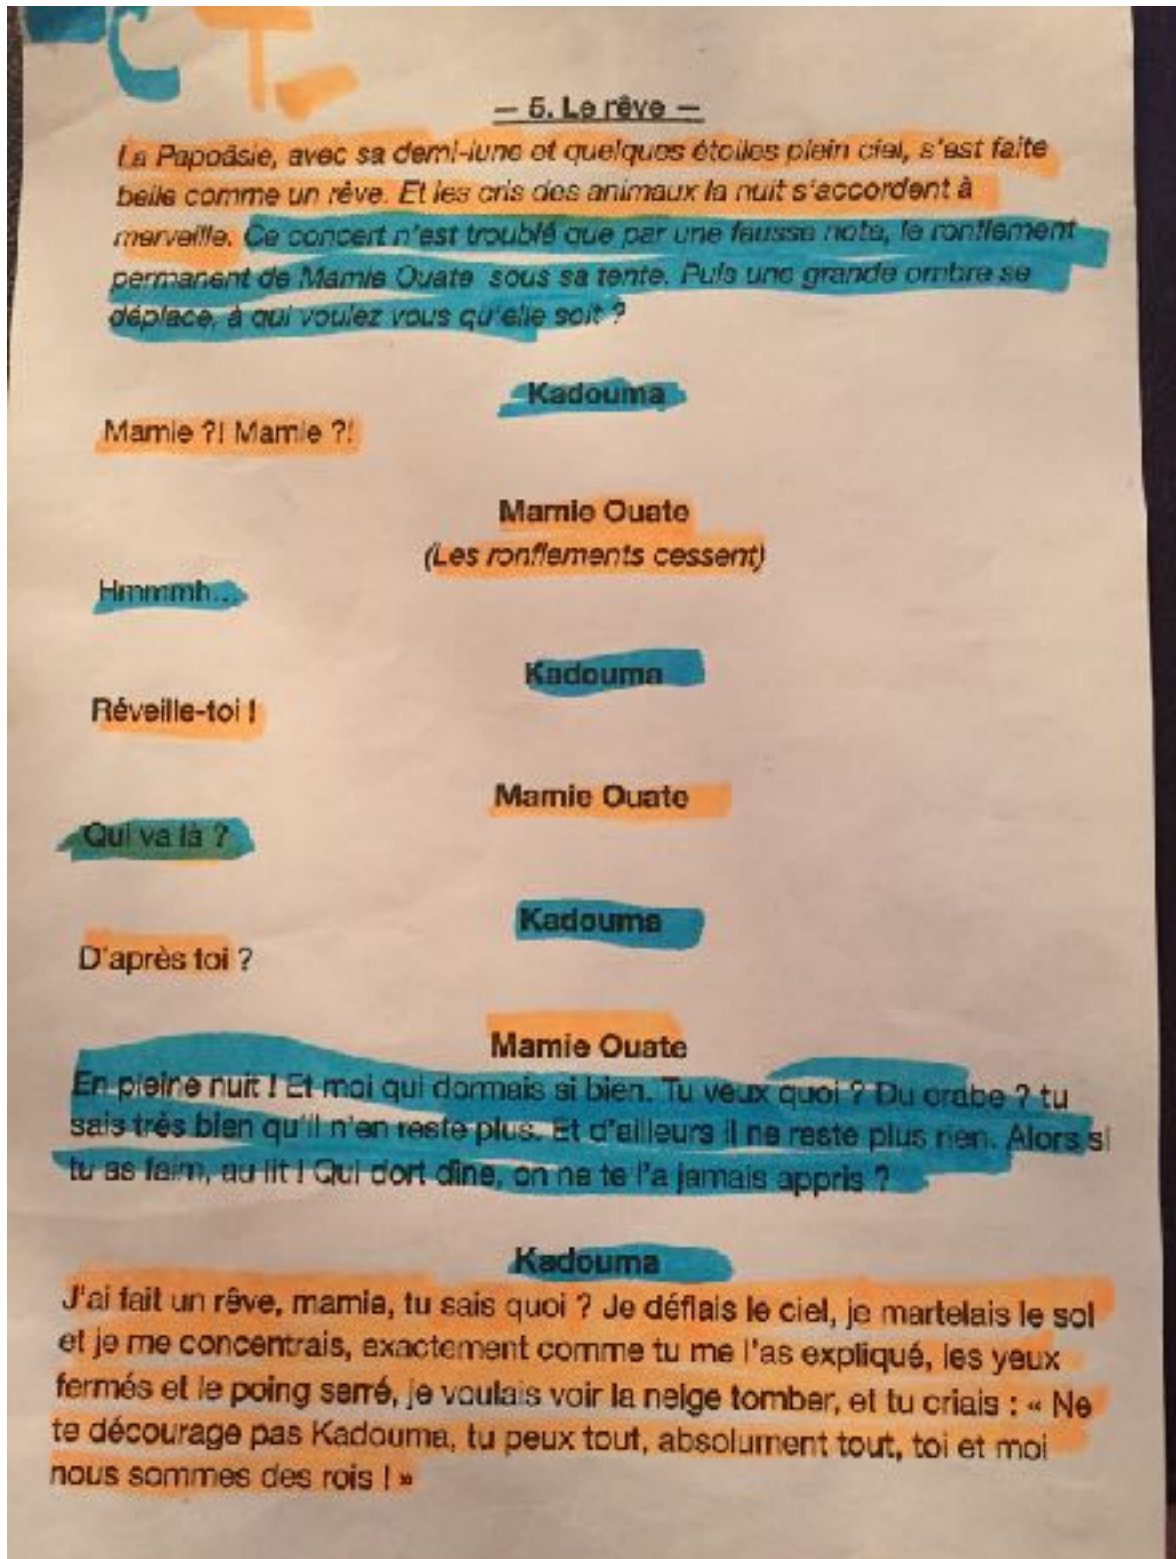 C T
— 5. Le rêve —
La Papoâsie, avec sa demi-lune et quelques étoiles plein ciel, s'est faite
belle comme un rêve. Et les cris des animaux la nuit s'accordent à
merveille. Ce concert n'est troublé que par une fausse note, le ronflement
permanent de Mamie Ouate sous sa tente. Puis une grande ombre se
déplace, à qui voulez vous qu'elle soit ?
Kadouma
Mamie ?! Mamie ?!
Mamie Ouate
(Les ronflements cessent)
Hmmmh...
Kadouma
Réveille-toi !
Mamie Ouate
Qui va là ?
Kadouma
D'après toi ?
Mamie Ouate
En pleine nuit ! Et moi qui dormais si bien. Tu veux quoi ? Du crabe ? tu
sais très bien qu'il n'en reste plus. Et d'ailleurs il ne reste plus rien. Alors si
tu as faim, au lit ! Qui dort dîne, on ne te l'a jamais appris ?
Kadouma
J'ai fait un rêve, mamie, tu sais quoi ? Je défiais le ciel, je martelais le sol
et je me concentrais, exactement comme tu me l'as expliqué, les yeux
fermés et le poing serré, je voulais voir la neige tomber, et tu criais : « Ne
te décourage pas Kadouma, tu peux tout, absolument tout, toi et moi
nous sommes des rois ! »